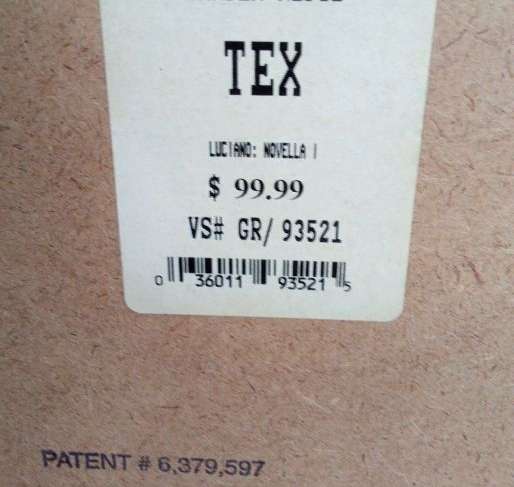 TEX
LUCIANO: NOVELLA I
$ 99.99
VS# GR/ 93521
0 36011 93521 5
PATENT # 6,379,597